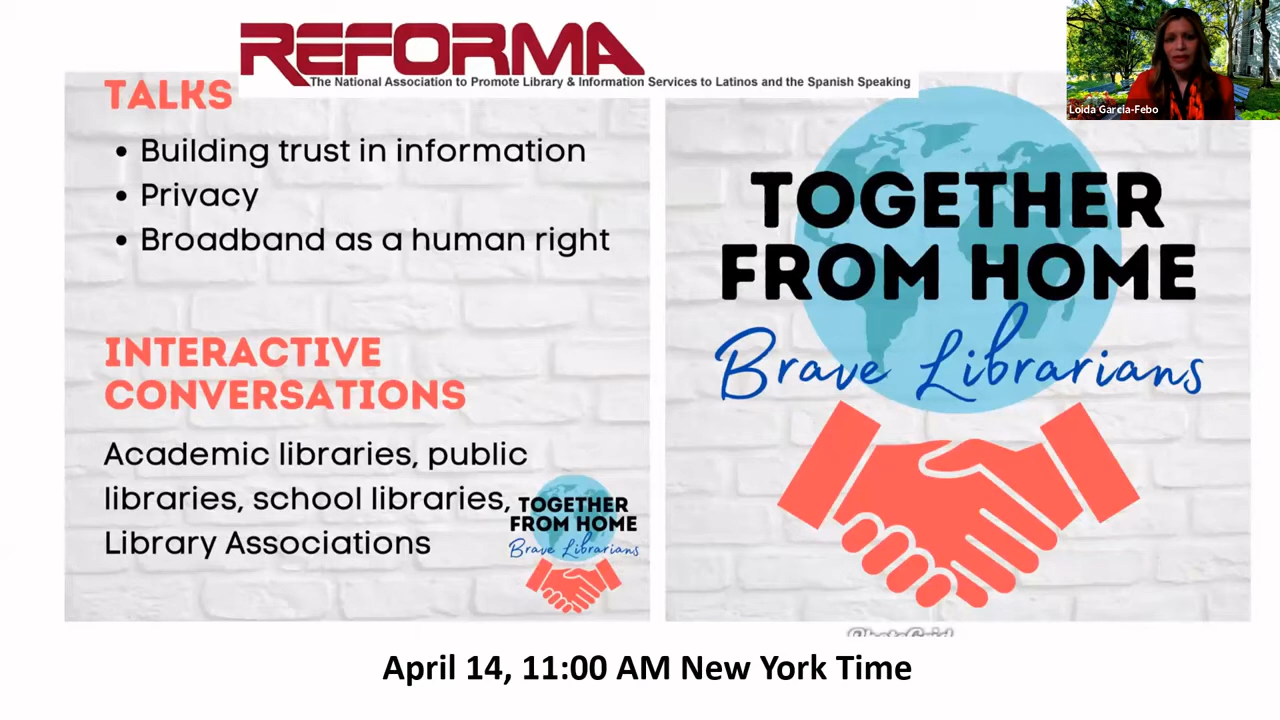 REFORMA
The National Association to Promote Library & Information Services to Latinos and the Spanish Speaking
Loida Garcia-Febo
TALKS
• Building trust in information
• Privacy
• Broadband as a human right
INTERACTIVE
CONVERSATIONS
Academic libraries, public
libraries, school libraries,
Library Associations
TOGETHER
FROM HOME
Brave Librarians
TOGETHER
FROM HOME
Brave Librarians
PhotoGrid
April 14, 11:00 AM New York Time